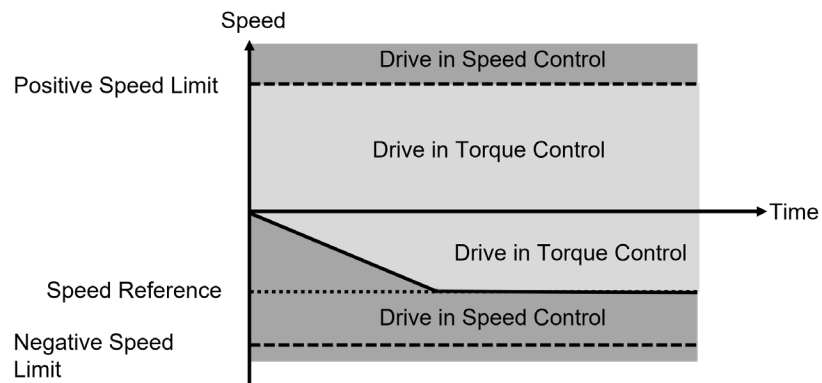 Speed
Drive in Speed Control
Positive Speed Limit
Drive in Torque Control
Time
Drive in Torque Control
Speed Reference
Drive in Speed Control
Negative Speed
Limit